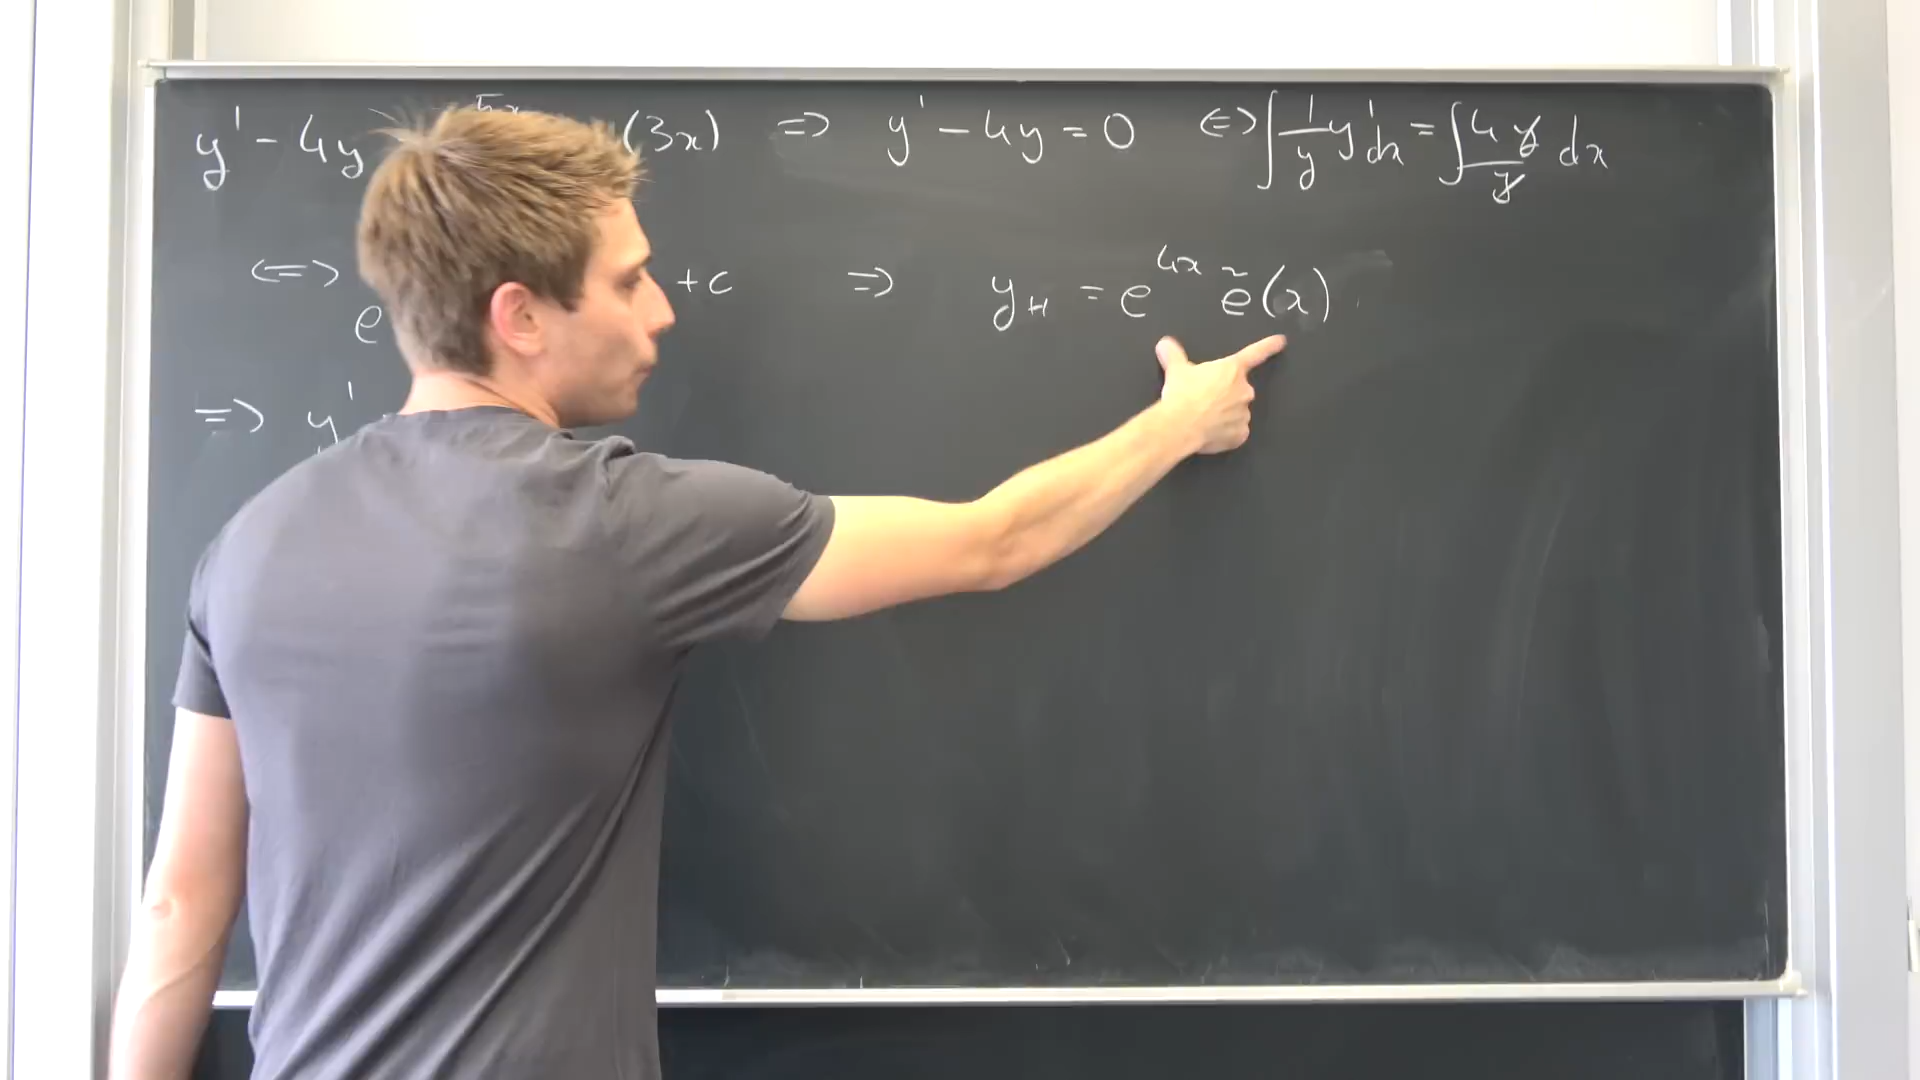 y' - 4y (3x) => y' - 4y = 0 <=> ∫ 1/y y' dx = ∫ 4y/y dx
<=> e + c => y_H = e^{4x} c̃(x)
=> y'